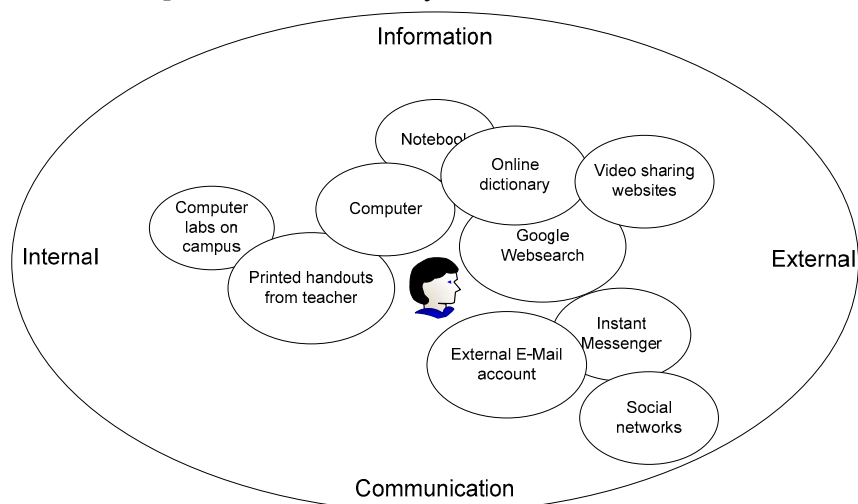 Information
Notebook
Online
dictionary
Video sharing
websites
Computer
labs on
campus
Computer
Google
Websearch
Internal
External
Printed handouts
from teacher
Instant
Messenger
External E-Mail
account
Social
networks
Communication